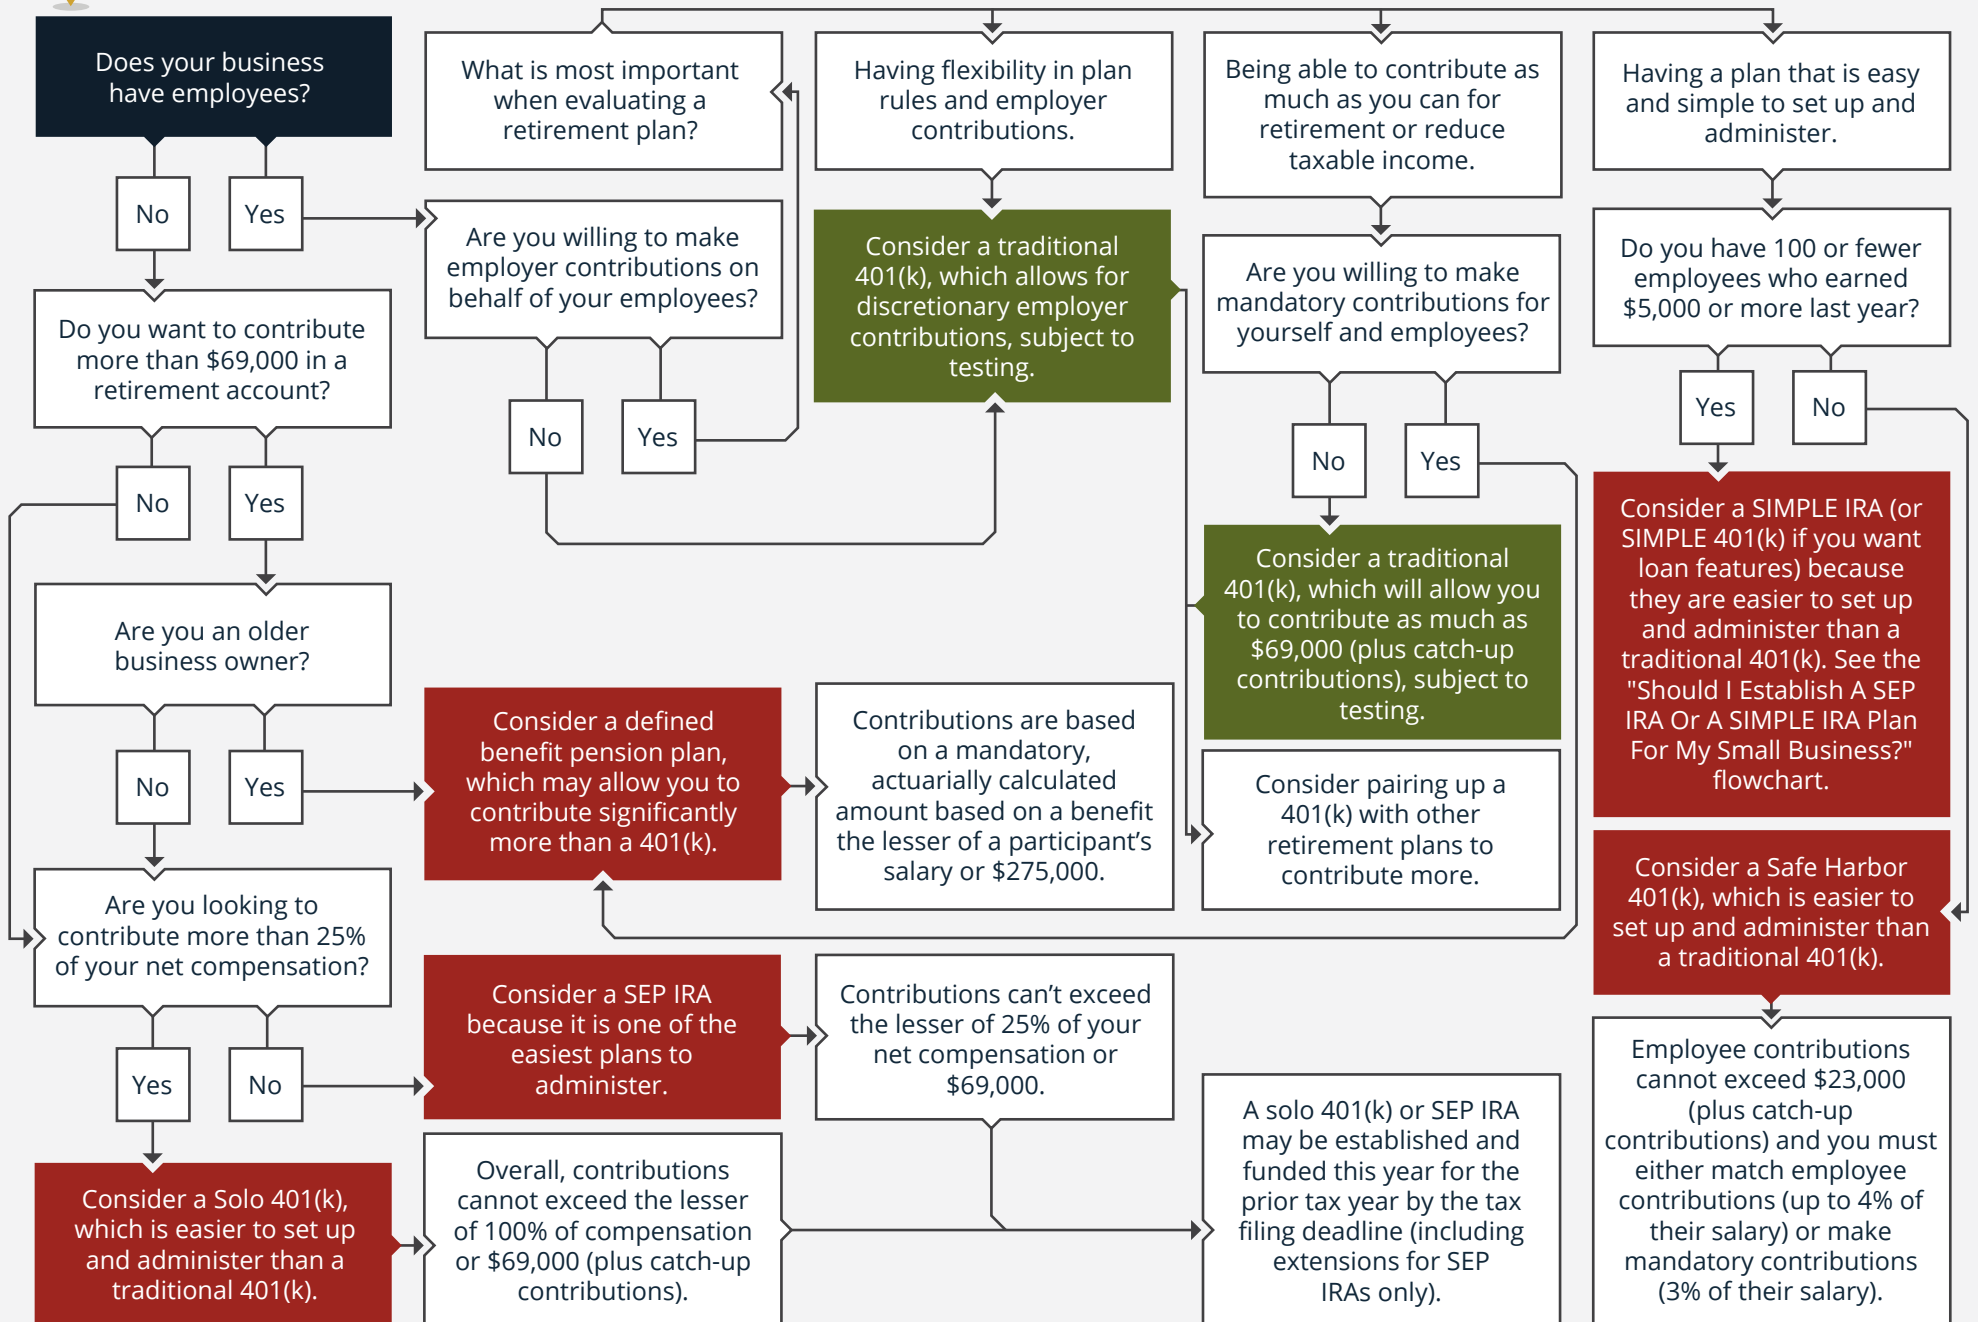 Does your business
have employees?
No
Yes
Do you want to contribute
more than $69,000 in a
retirement account?
No
Yes
Are you an older
business owner?
No
Yes
Are you looking to
contribute more than 25%
of your net compensation?
Yes
No
Consider a Solo 401(k),
which is easier to set up
and administer than a
traditional 401(k).
What is most important
when evaluating a
retirement plan?
Are you willing to make
employer contributions on
behalf of your employees?
No
Yes
Consider a defined
benefit pension plan,
which may allow you to
contribute significantly
more than a 401(k).
Consider a SEP IRA
because it is one of the
easiest plans to
administer.
Overall, contributions
cannot exceed the lesser
of 100% of compensation
or $69,000 (plus catch-up
contributions).
Having flexibility in plan
rules and employer
contributions.
Consider a traditional
401(k), which allows for
discretionary employer
contributions, subject to
testing.
Contributions are based
on a mandatory,
actuarially calculated
amount based on a benefit
the lesser of a participant’s
salary or $275,000.
Contributions can’t exceed
the lesser of 25% of your
net compensation or
$69,000.
Being able to contribute as
much as you can for
retirement or reduce
taxable income.
Are you willing to make
mandatory contributions for
yourself and employees?
No
Yes
Consider a traditional
401(k), which will allow you
to contribute as much as
$69,000 (plus catch-up
contributions), subject to
testing.
Consider pairing up a
401(k) with other
retirement plans to
contribute more.
A solo 401(k) or SEP IRA
may be established and
funded this year for the
prior tax year by the tax
filing deadline (including
extensions for SEP
IRAs only).
Having a plan that is easy
and simple to set up and
administer.
Do you have 100 or fewer
employees who earned
$5,000 or more last year?
Yes
No
Consider a SIMPLE IRA (or
SIMPLE 401(k) if you want
loan features) because
they are easier to set up
and administer than a
traditional 401(k). See the
"Should I Establish A SEP
IRA Or A SIMPLE IRA Plan
For My Small Business?"
flowchart.
Consider a Safe Harbor
401(k), which is easier to
set up and administer than
a traditional 401(k).
Employee contributions
cannot exceed $23,000
(plus catch-up
contributions) and you must
either match employee
contributions (up to 4% of
their salary) or make
mandatory contributions
(3% of their salary).